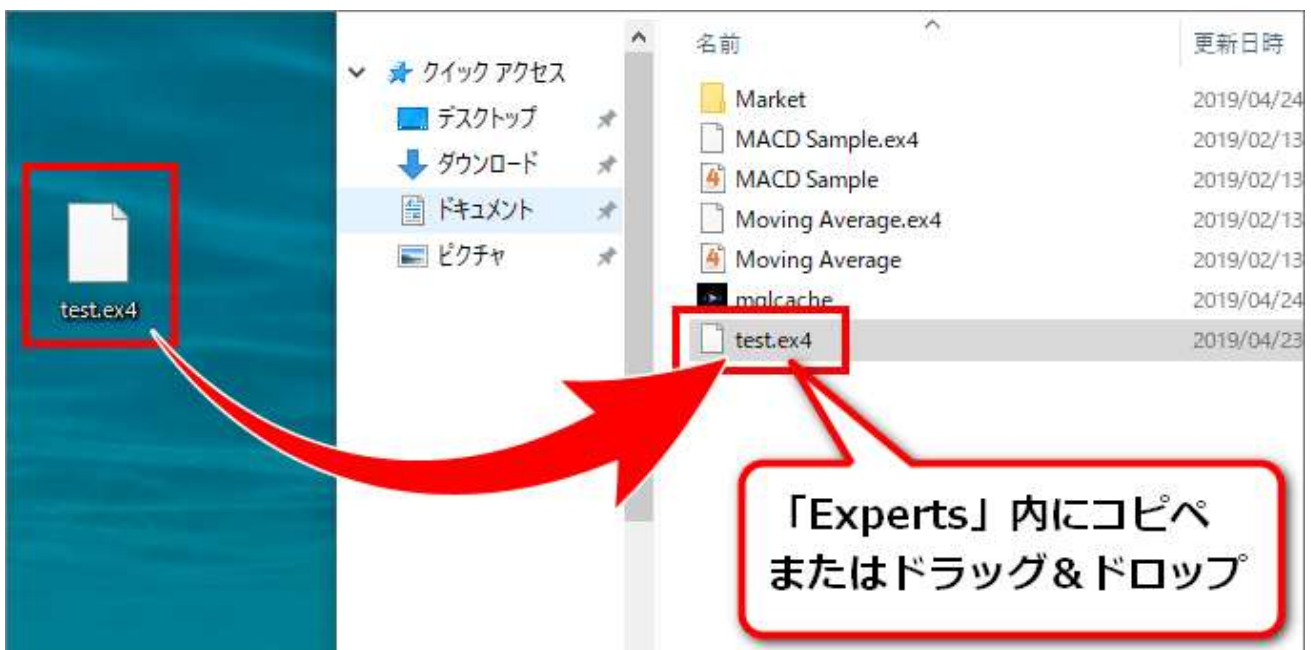 test.ex4
クイック アクセス
デスクトップ
ダウンロード
ドキュメント
ピクチャ
名前 更新日時
Market 2019/04/24
MACD Sample.ex4 2019/02/13
MACD Sample 2019/02/13
Moving Average.ex4 2019/02/13
Moving Average 2019/02/13
mqlcache 2019/04/24
test.ex4 2019/04/23
「Experts」内にコピペ
またはドラッグ＆ドロップ